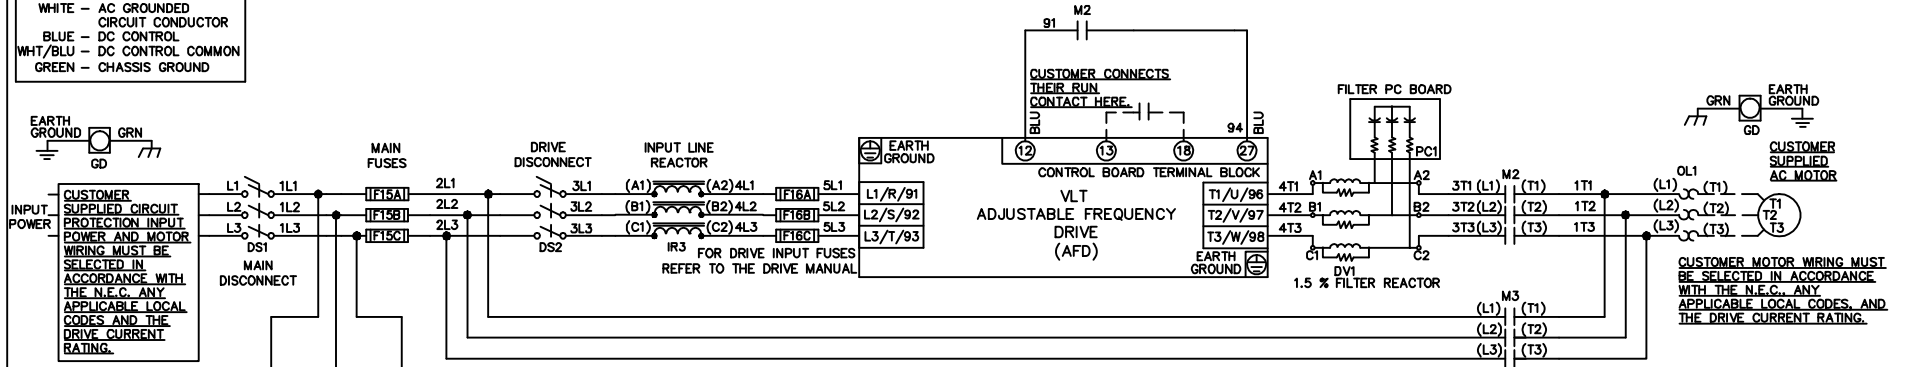 WHITE – AC GROUNDED
CIRCUIT CONDUCTOR
BLUE – DC CONTROL
WHT/BLU – DC CONTROL COMMON
GREEN – CHASSIS GROUND
EARTH
GROUND
GRN
GD
INPUT
POWER
CUSTOMER
SUPPLIED CIRCUIT
PROTECTION INPUT
POWER AND MOTOR
WIRING MUST BE
SELECTED IN
ACCORDANCE WITH
THE N.E.C. ANY
APPLICABLE LOCAL
CODES AND THE
DRIVE CURRENT
RATING.
L1
1L1
L2
1L2
L3
1L3
DS1
MAIN
DISCONNECT
MAIN
FUSES
F15A
F15B
F15C
2L1
2L2
2L3
DRIVE
DISCONNECT
3L1
3L2
3L3
DS2
INPUT LINE
REACTOR
(A1)
(A2)
4L1
(B1)
(B2)
4L2
(C1)
(C2)
4L3
IR3
F16A
5L1
F16B
5L2
F16C
5L3
FOR DRIVE INPUT FUSES
REFER TO THE DRIVE MANUAL
M2
91
CUSTOMER CONNECTS
THEIR RUN
CONTACT HERE.
BLU
94
BLU
12
13
18
27
CONTROL BOARD TERMINAL BLOCK
EARTH
GROUND
L1/R/91
L2/S/92
L3/T/93
VLT
ADJUSTABLE FREQUENCY
DRIVE
(AFD)
T1/U/96
T2/V/97
T3/W/98
EARTH
GROUND
4T1
4T2
4T3
FILTER PC BOARD
PC1
A1
A2
B1
B2
C1
C2
DV1
1.5 % FILTER REACTOR
M2
3T1
(L1)
(T1)
1T1
3T2
(L2)
(T2)
1T2
3T3
(L3)
(T3)
1T3
M3
(L1)
(T1)
(L2)
(T2)
(L3)
(T3)
OL1
(L1)
(T1)
(L2)
(T2)
(L3)
(T3)
T1
T2
T3
GRN
EARTH
GROUND
GD
CUSTOMER
SUPPLIED
AC MOTOR
CUSTOMER MOTOR WIRING MUST
BE SELECTED IN ACCORDANCE
WITH THE N.E.C., ANY
APPLICABLE LOCAL CODES, AND
THE DRIVE CURRENT RATING.